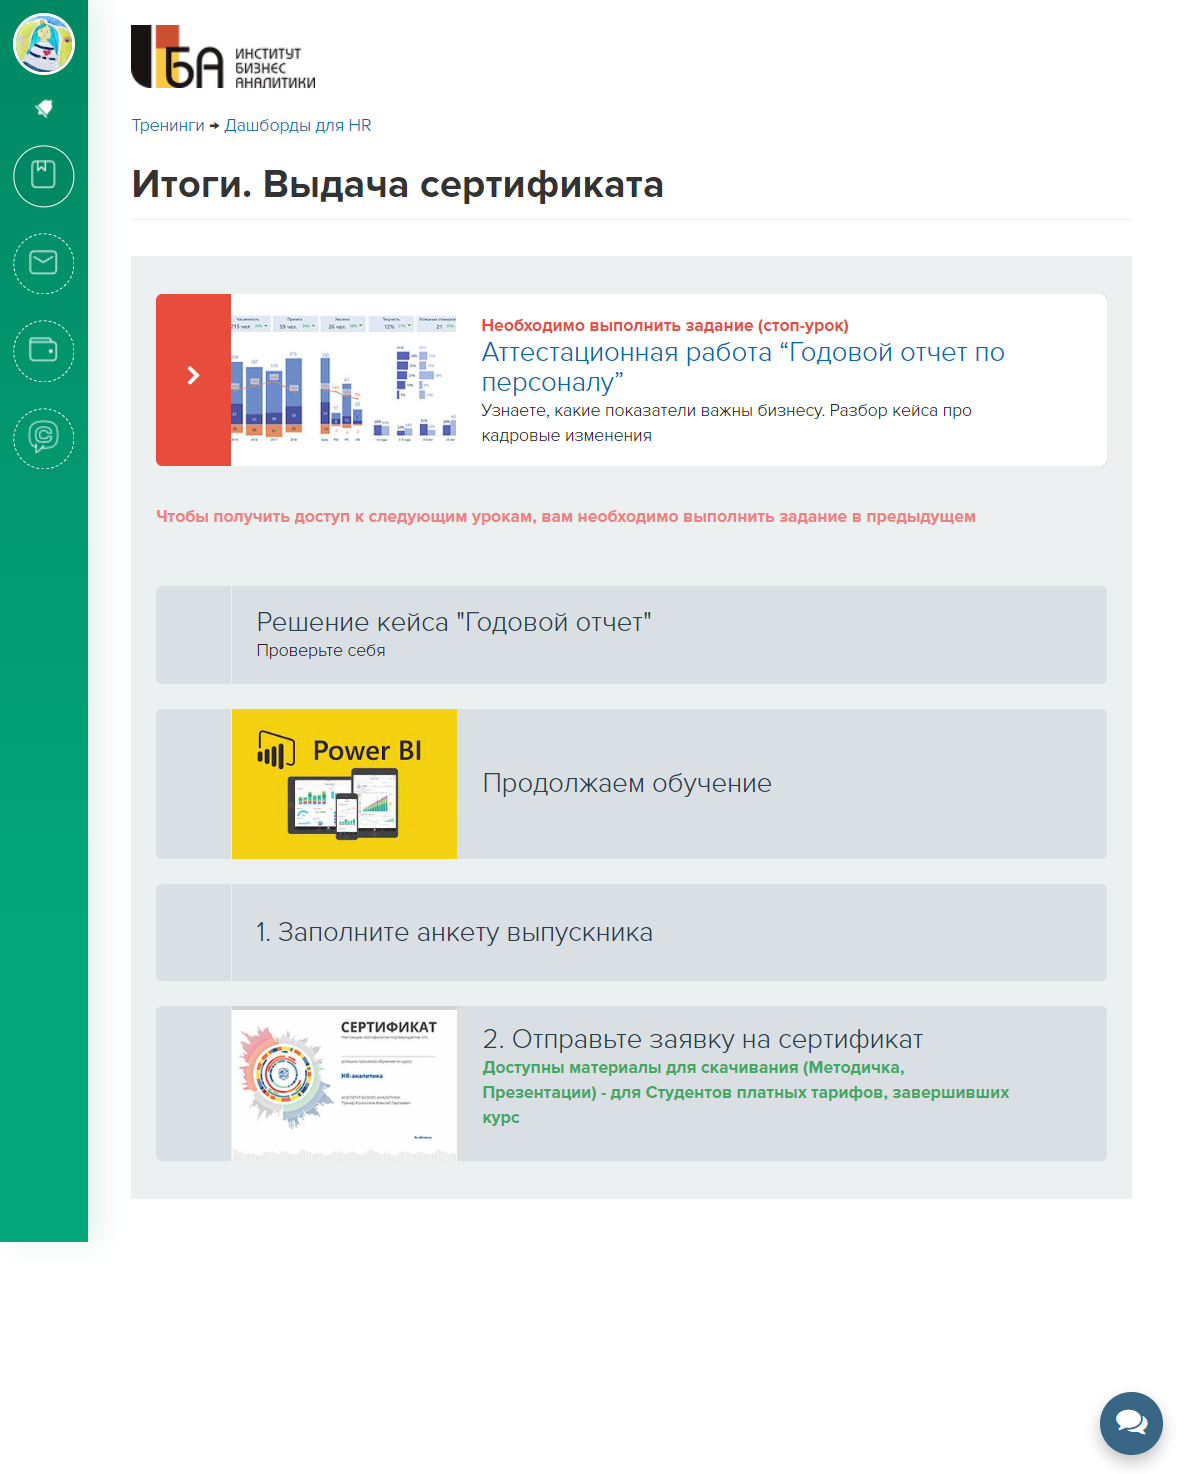 БА ИНСТИТУТ
БИЗНЕС
АНАЛИТИКИ
Тренинги → Дашборды для HR
Итоги. Выдача сертификата
Необходимо выполнить задание (стоп-урок)
Аттестационная работа “Годовой отчет по
персоналу”
Узнаете, какие показатели важны бизнесу. Разбор кейса про
кадровые изменения
Чтобы получить доступ к следующим урокам, вам необходимо выполнить задание в предыдущем
Решение кейса "Годовой отчет"
Проверьте себя
Power BI
Продолжаем обучение
1. Заполните анкету выпускника
СЕРТИФИКАТ
HR-аналитика
2. Отправьте заявку на сертификат
Доступны материалы для скачивания (Методичка,
Презентации) - для Студентов платных тарифов, завершивших
курс